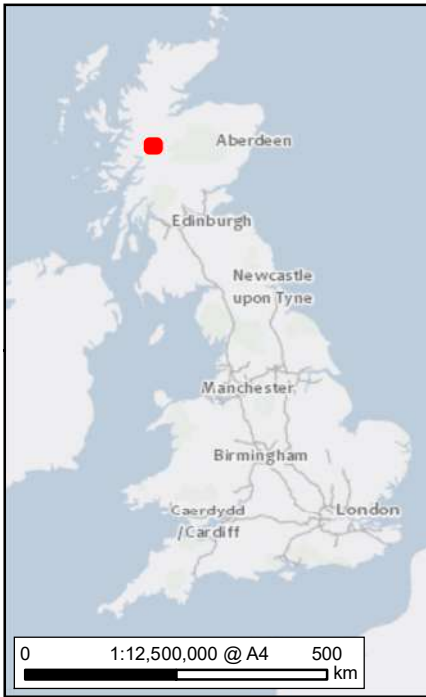 Aberdeen
Edinburgh
Newcastle
upon Tyne
Manchester
Birmingham
Caerdydd
/Cardiff
London
0 1:12,500,000 @ A4 500
km